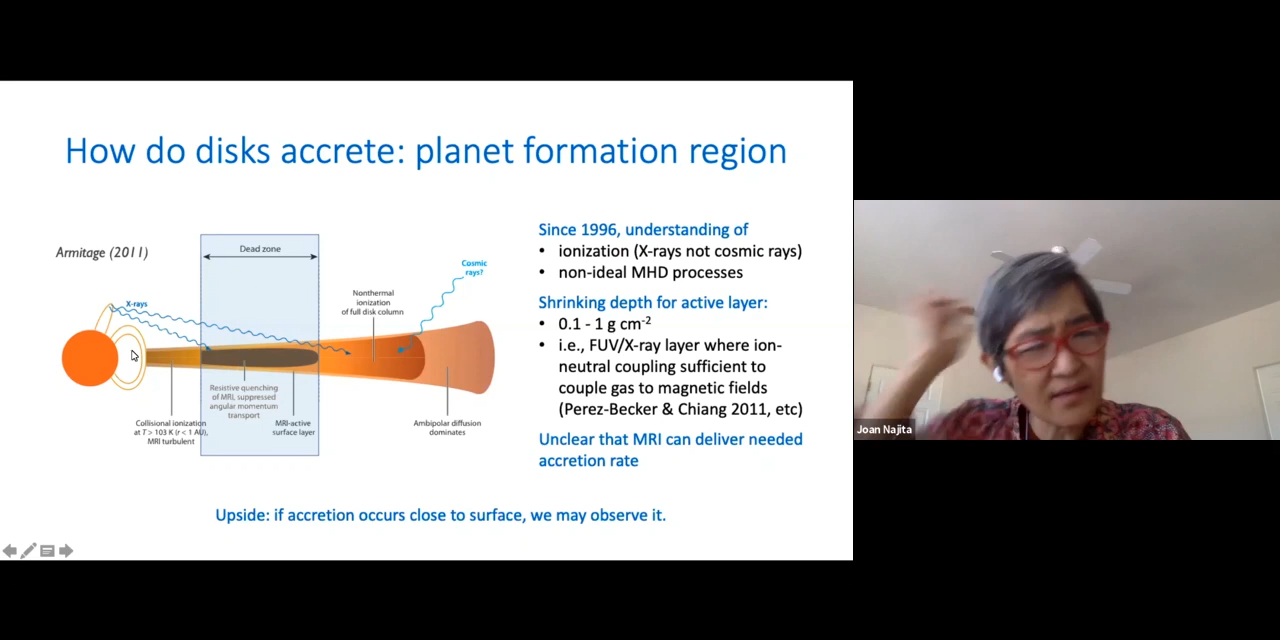 How do disks accrete: planet formation region
Armitage (2011)
Dead zone
Cosmic
rays?
Nonthermal
ionization
of full disk column
X-rays
Resistive quenching
of MRI, suppressed
angular momentum
transport
Collisional ionization
at T > 103 K (r < 1 AU),
MRI turbulent
MRI-active
surface layer
Ambipolar diffusion
dominates
Since 1996, understanding of
• ionization (X-rays not cosmic rays)
• non-ideal MHD processes
Shrinking depth for active layer:
• 0.1 - 1 g cm-2
• i.e., FUV/X-ray layer where ion-
neutral coupling sufficient to
couple gas to magnetic fields
(Perez-Becker & Chiang 2011, etc)
Unclear that MRI can deliver needed
accretion rate
Upside: if accretion occurs close to surface, we may observe it.
Joan Najita